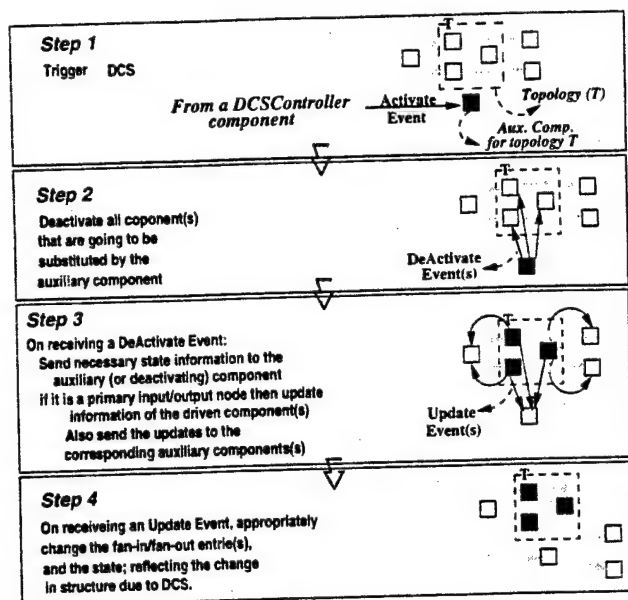 Step 1
Trigger DCS
T
From a DCSController
component
Activate
Event
Topology (T)
Aux. Comp.
for topology T
Step 2
Deactivate all coponent(s)
that are going to be
substituted by the
auxiliary component
T
DeActivate
Event(s)
Step 3
On receiving a DeActivate Event:
Send necessary state information to the
auxiliary (or deactivating) component
if it is a primary input/output node then update
information of the driven component(s)
Also send the updates to the
corresponding auxiliary components(s)
T
Update
Event(s)
Step 4
On receiveing an Update Event, appropriately
change the fan-in/fan-out entrie(s),
and the state; reflecting the change
in structure due to DCS.
T